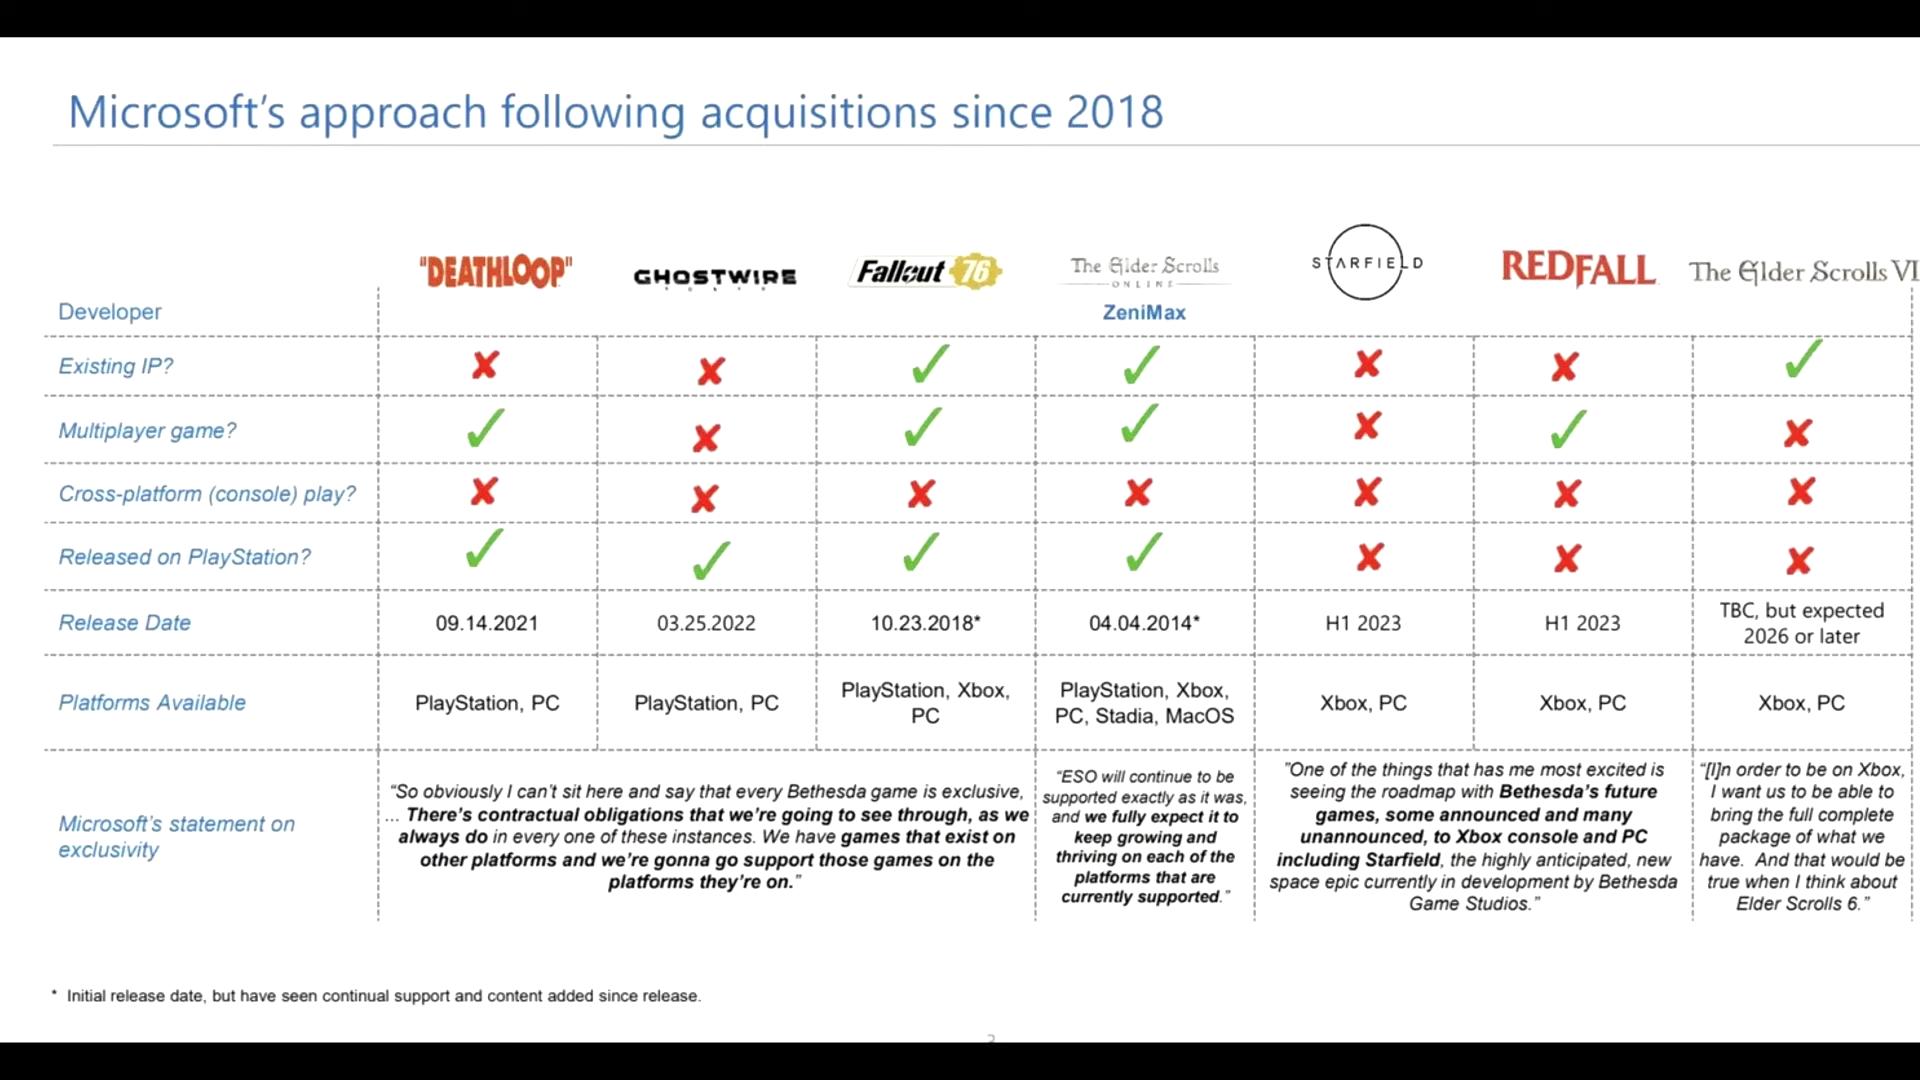 Microsoft's approach following acquisitions since 2018
"DEATHLOOP"
GHOSTWIRE
Fallout 76
The Elder Scrolls
ONLINE
STARFIELD
REDFALL
The Elder Scrolls VI
Developer
ZeniMax
Existing IP?
Multiplayer game?
Cross-platform (console) play?
Released on PlayStation?
Release Date
09.14.2021
03.25.2022
10.23.2018*
04.04.2014*
H1 2023
H1 2023
TBC, but expected
2026 or later
Platforms Available
PlayStation, PC
PlayStation, PC
PlayStation, Xbox,
PC
PlayStation, Xbox,
PC, Stadia, MacOS
Xbox, PC
Xbox, PC
Xbox, PC
Microsoft's statement on
exclusivity
“So obviously I can't sit here and say that every Bethesda game is exclusive,
... There's contractual obligations that we're going to see through, as we
always do in every one of these instances. We have games that exist on
other platforms and we're gonna go support those games on the
platforms they're on.”
“ESO will continue to be
supported exactly as it was,
and we fully expect it to
keep growing and
thriving on each of the
platforms that are
currently supported.”
”One of the things that has me most excited is
seeing the roadmap with Bethesda's future
games, some announced and many
unannounced, to Xbox console and PC
including Starfield, the highly anticipated, new
space epic currently in development by Bethesda
Game Studios.”
“[I]n order to be on Xbox,
I want us to be able to
bring the full complete
package of what we
have. And that would be
true when I think about
Elder Scrolls 6.”
* Initial release date, but have seen continual support and content added since release.